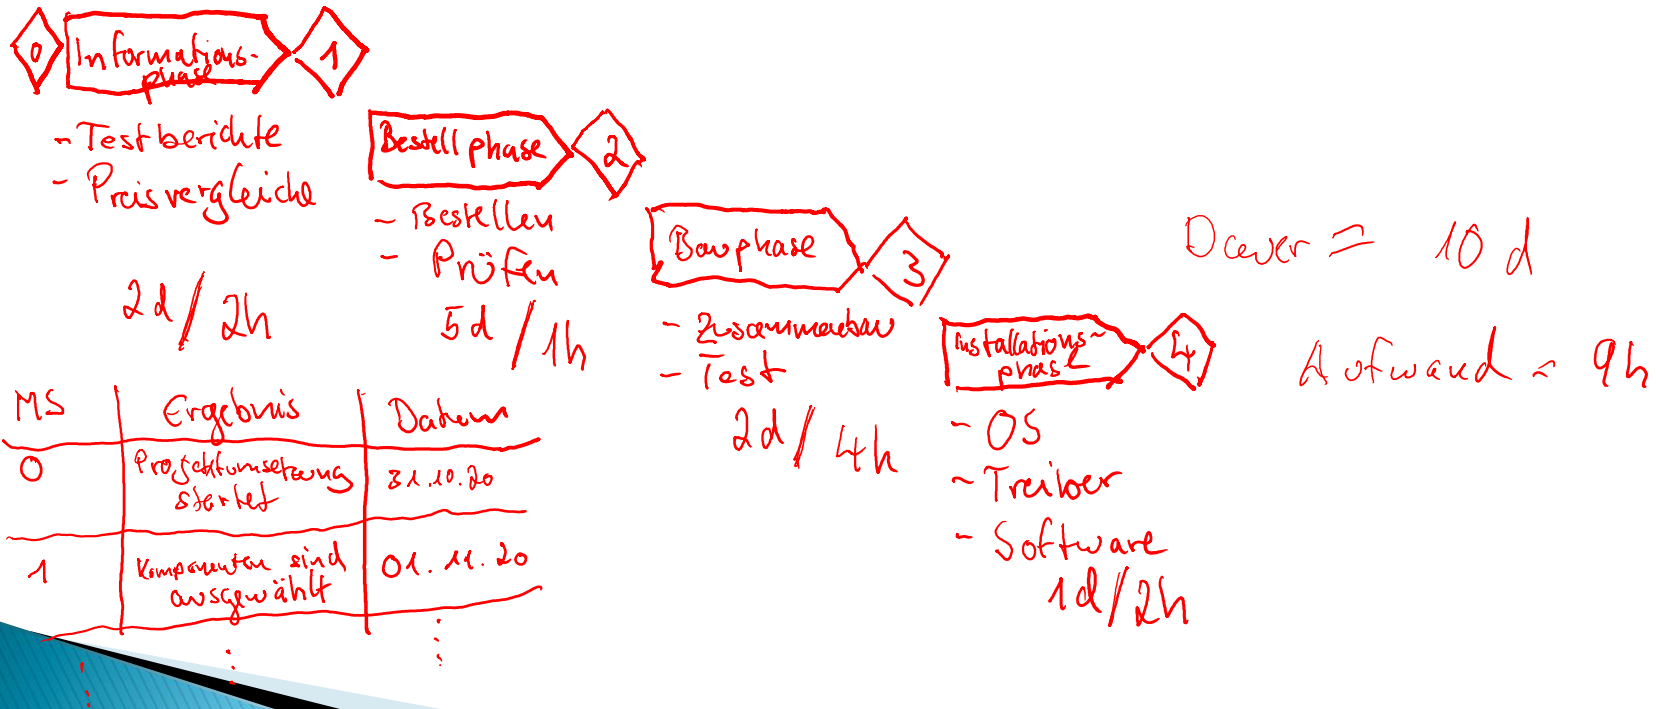 0
Informations-
phase
1
- Testberichte
- Preisvergleiche
2d / 2h
Bestellphase
2
- Bestellen
- Prüfen
5d / 1h
Bauphase
3
- Zusammenbau
- Test
2d / 4h
Installations-
phase
4
- OS
- Treiber
- Software
1d / 2h
Dauer = 10 d
Aufwand = 9h
MS Ergebnis Datum
0 Projektumsetzung 31.10.20
startet
1 Komponenten sind 01.11.20
ausgewählt